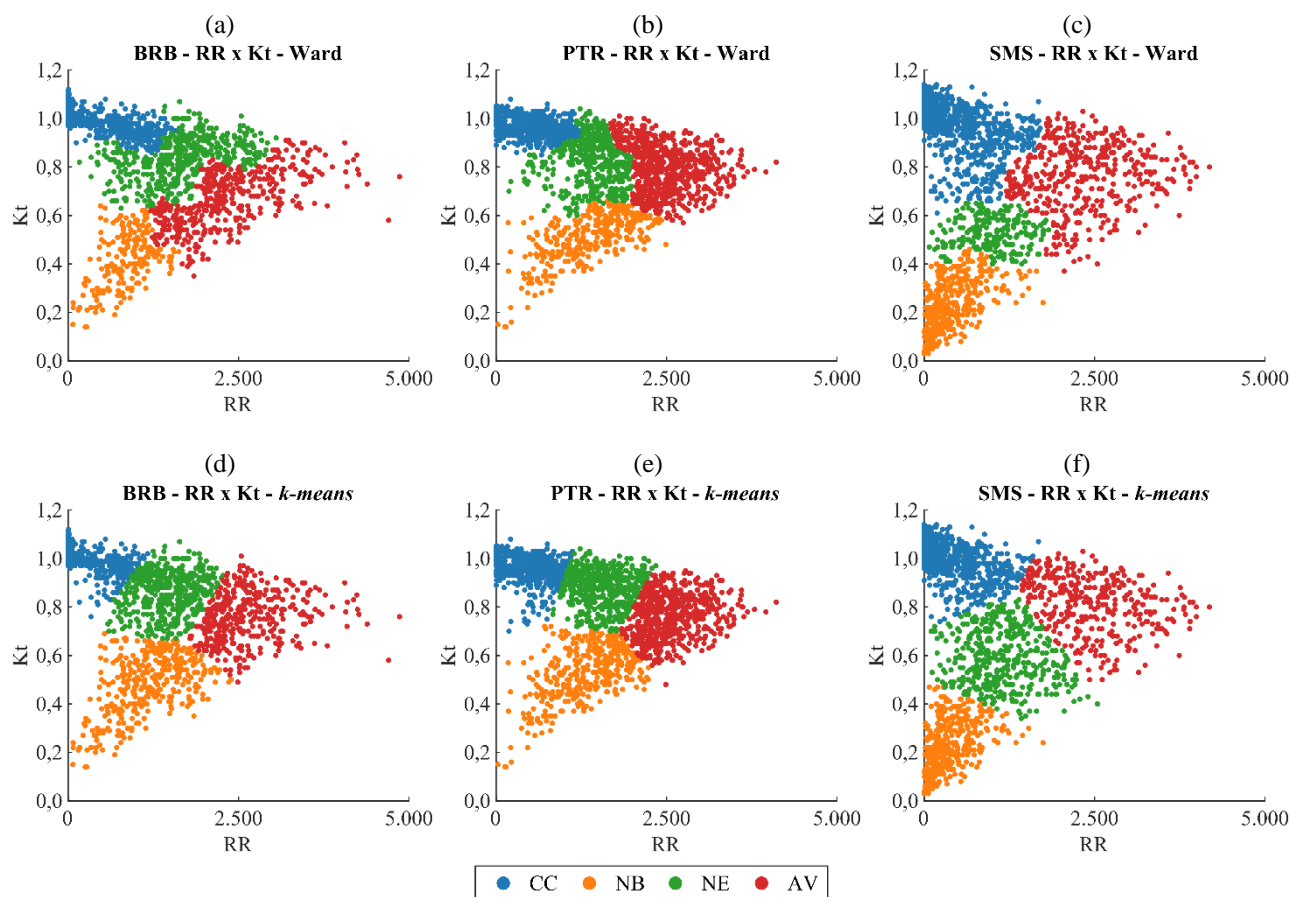 (a) (b) (c)
BRB - RR x Kt - Ward PTR - RR x Kt - Ward SMS - RR x Kt - Ward
1,2 1,2 1,2
1,0 1,0 1,0
0,8 0,8 0,8
Kt Kt Kt
0,6 0,6 0,6
0,4 0,4 0,4
0,2 0,2 0,2
0,0 0,0 0,0
0 2.500 5.000 0 2.500 5.000 0 2.500 5.000
RR RR RR
(d) (e) (f)
BRB - RR x Kt - k-means PTR - RR x Kt - k-means SMS - RR x Kt - k-means
1,2 1,2 1,2
1,0 1,0 1,0
0,8 0,8 0,8
Kt Kt Kt
0,6 0,6 0,6
0,4 0,4 0,4
0,2 0,2 0,2
0,0 0,0 0,0
0 2.500 5.000 0 2.500 5.000 0 2.500 5.000
RR RR RR
CC NB NE AV